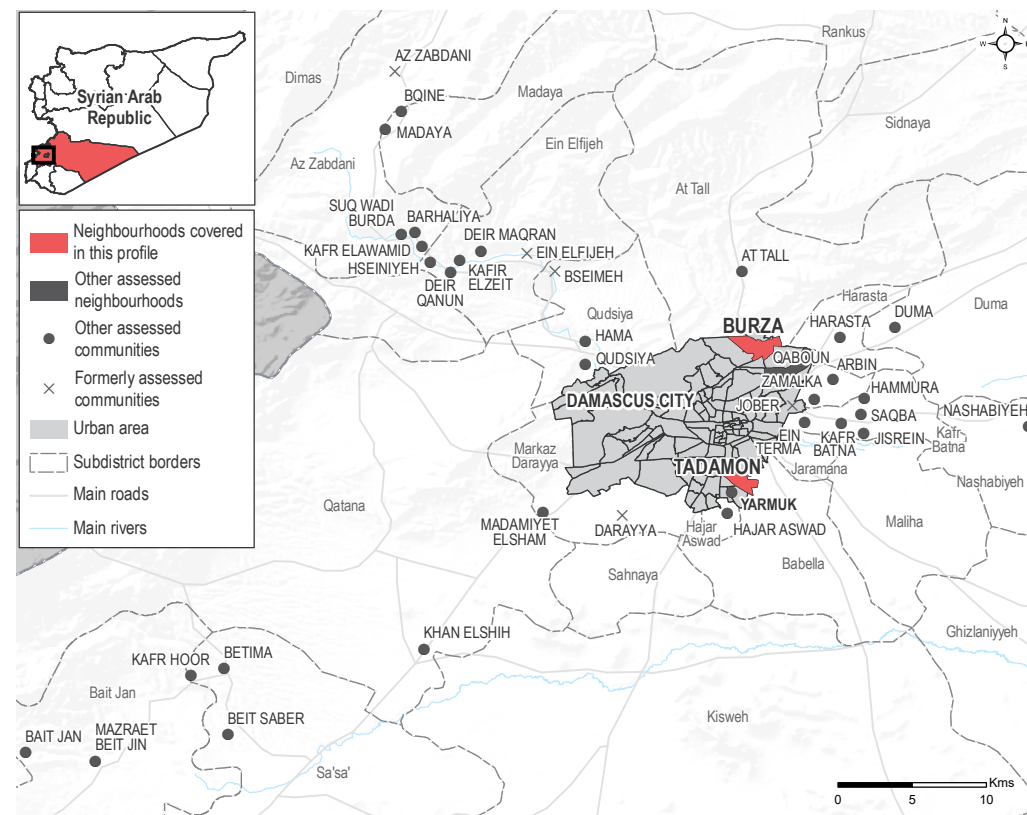 Syrian Arab
Republic
Neighbourhoods covered
in this profile
Other assessed
neighbourhoods
Other assessed
communities
Formerly assessed
communities
Urban area
Subdistrict borders
Main roads
Main rivers
N
W
S
Rankus
AZ ZABDANI
Dimas
BQINE
Madaya
MADAYA
Sidnaya
Ein Elfijeh
Az Zabdani
At Tall
SUQ WADI
BURDA
BARHALIYA
DEIR MAQRAN
KAFR ELAWAMID
EIN ELFIJEH
HSEINIYEH
KAFIR
ELZEIT
BSEIMEH
DEIR
QANUN
AT TALL
Harasta
Duma
Qudsiya
DUMA
BURZA
HARASTA
HAMA
QUDSIYA
QABOUN
ARBIN
ZAMALKA
HAMMURA
DAMASCUS CITY
JOBER
SAQBA
NASHABIYEH
EIN
TERMA
KAFR
BATNA
JISREIN
Kafr
Batna
Markaz
Darayya
TADAMON
Jaramana
Nashabiyeh
Qatana
YARMUK
MADAMIYET
ELSHAM
DARAYYA
Hajar
Aswad
HAJAR ASWAD
Maliha
Sahnaya
Babella
KHAN ELSHIH
Ghizlaniyyeh
KAFR HOOR
BETIMA
Bait Jan
BEIT SABER
Kisweh
BAIT JAN
MAZRAET
BEIT JIN
Sa'sa'
Kms
0
5
10